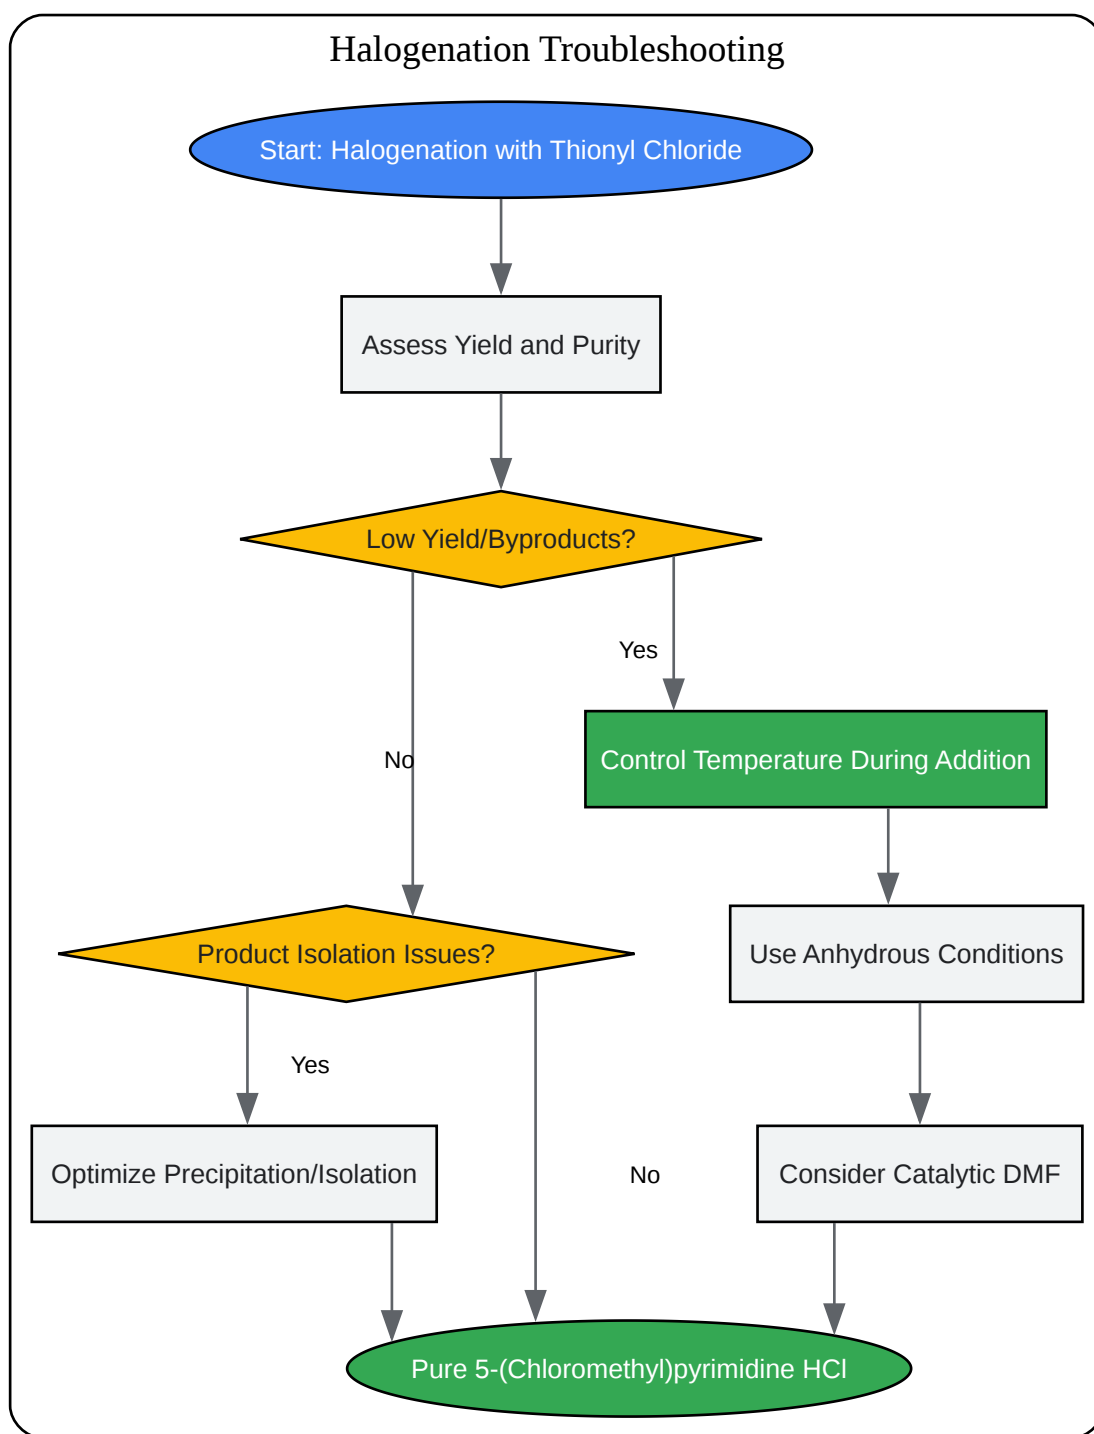 Halogenation Troubleshooting
Start: Halogenation with Thionyl Chloride
Assess Yield and Purity
Low Yield/Byproducts?
Yes
No
Control Temperature During Addition
Product Isolation Issues?
Use Anhydrous Conditions
Yes
Optimize Precipitation/Isolation
No
Consider Catalytic DMF
Pure 5-(Chloromethyl)pyrimidine HCl